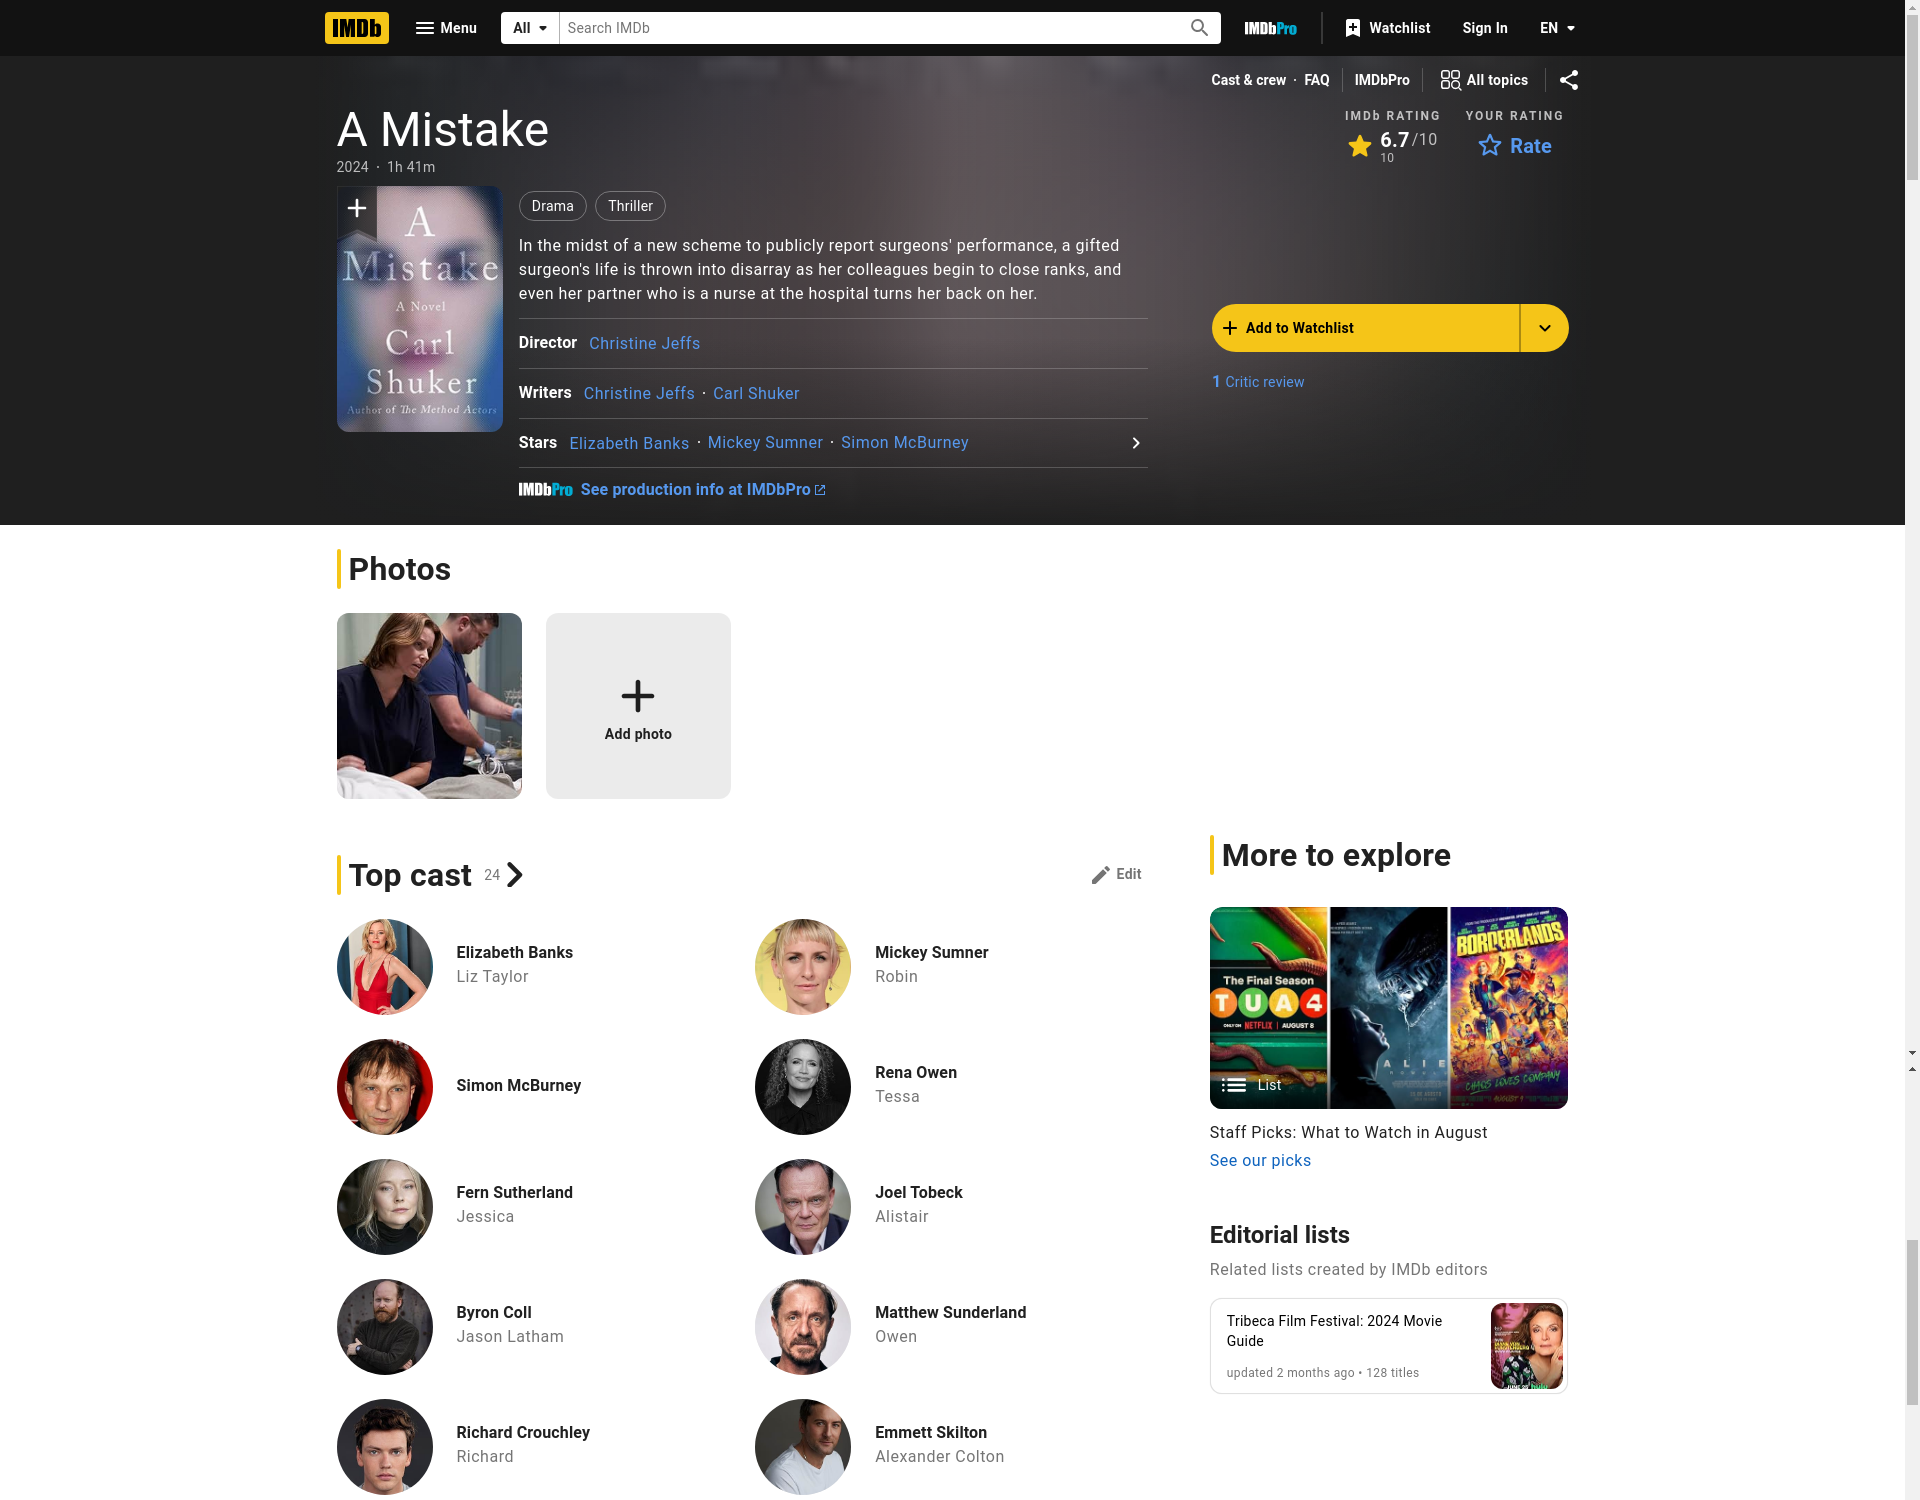 IMDb
Menu
All
Search IMDb
IMDbPro
Watchlist
Sign In
EN
Cast & crew · FAQ
IMDbPro
All topics
A Mistake
2024 · 1h 41m
IMDb RATING
6.7/10
10
YOUR RATING
Rate
A
Mistake
A Novel
Carl
Shuker
Author of The Method Actors
Drama
Thriller
In the midst of a new scheme to publicly report surgeons' performance, a gifted
surgeon's life is thrown into disarray as her colleagues begin to close ranks, and
even her partner who is a nurse at the hospital turns her back on her.
Director Christine Jeffs
Writers Christine Jeffs · Carl Shuker
Stars Elizabeth Banks · Mickey Sumner · Simon McBurney
IMDbPro See production info at IMDbPro
Add to Watchlist
1 Critic review
Photos
Add photo
Top cast 24
Edit
Elizabeth Banks
Liz Taylor
Mickey Sumner
Robin
Simon McBurney
Rena Owen
Tessa
Fern Sutherland
Jessica
Joel Tobeck
Alistair
Byron Coll
Jason Latham
Matthew Sunderland
Owen
Richard Crouchley
Richard
Emmett Skilton
Alexander Colton
More to explore
The Final Season
TUA4
ONLY ON NETFLIX | AUGUST 8
ALIE
BORDERLANDS
CHAOS LOVES COMPANY
AUGUST 9
List
Staff Picks: What to Watch in August
See our picks
Editorial lists
Related lists created by IMDb editors
Tribeca Film Festival: 2024 Movie
Guide
updated 2 months ago • 128 titles